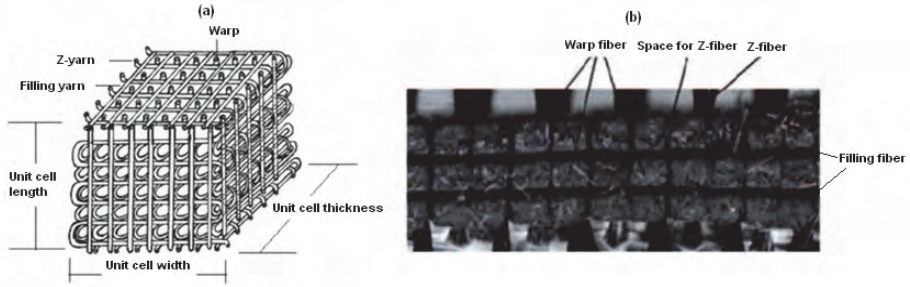 (a)
Warp
Z-yarn
Filling yarn
Unit cell
length
Unit cell thickness
Unit cell width
(b)
Warp fiber Space for Z-fiber Z-fiber
Filling fiber